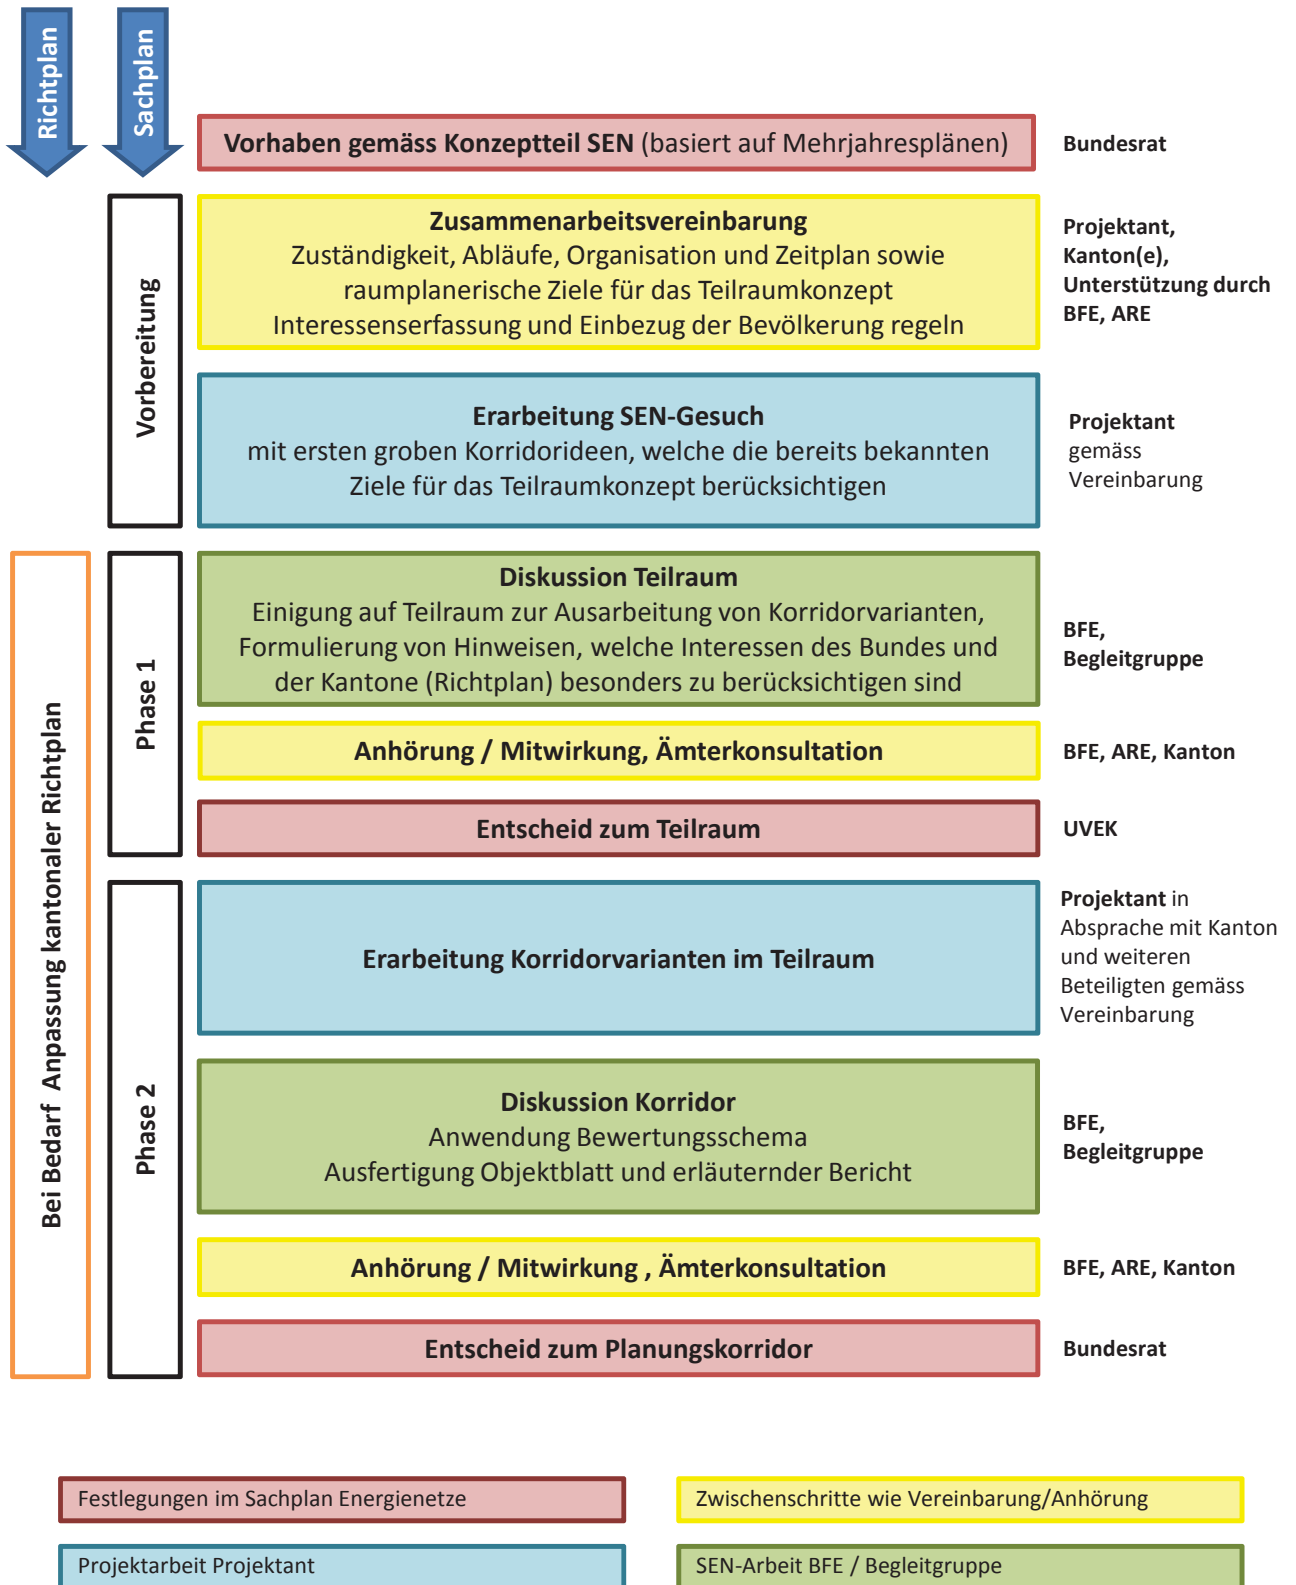 Richtplan
Sachplan
Vorhaben gemäss Konzeptteil SEN (basiert auf Mehrjahresplänen)
Bundesrat
Vorbereitung
Zusammenarbeitsvereinbarung
Zuständigkeit, Abläufe, Organisation und Zeitplan sowie
raumplanerische Ziele für das Teilraumkonzept
Interessenserfassung und Einbezug der Bevölkerung regeln
Projektant,
Kanton(e),
Unterstützung durch
BFE, ARE
Erarbeitung SEN-Gesuch
mit ersten groben Korridorideen, welche die bereits bekannten
Ziele für das Teilraumkonzept berücksichtigen
Projektant
gemäss
Vereinbarung
Bei Bedarf Anpassung kantonaler Richtplan
Phase 1
Diskussion Teilraum
Einigung auf Teilraum zur Ausarbeitung von Korridorvarianten,
Formulierung von Hinweisen, welche Interessen des Bundes und
der Kantone (Richtplan) besonders zu berücksichtigen sind
BFE,
Begleitgruppe
Anhörung / Mitwirkung, Ämterkonsultation
BFE, ARE, Kanton
Entscheid zum Teilraum
UVEK
Phase 2
Erarbeitung Korridorvarianten im Teilraum
Projektant in
Absprache mit Kanton
und weiteren
Beteiligten gemäss
Vereinbarung
Diskussion Korridor
Anwendung Bewertungsschema
Ausfertigung Objektblatt und erläuternder Bericht
BFE,
Begleitgruppe
Anhörung / Mitwirkung , Ämterkonsultation
BFE, ARE, Kanton
Entscheid zum Planungskorridor
Bundesrat
Festlegungen im Sachplan Energienetze
Zwischenschritte wie Vereinbarung/Anhörung
Projektarbeit Projektant
SEN-Arbeit BFE / Begleitgruppe